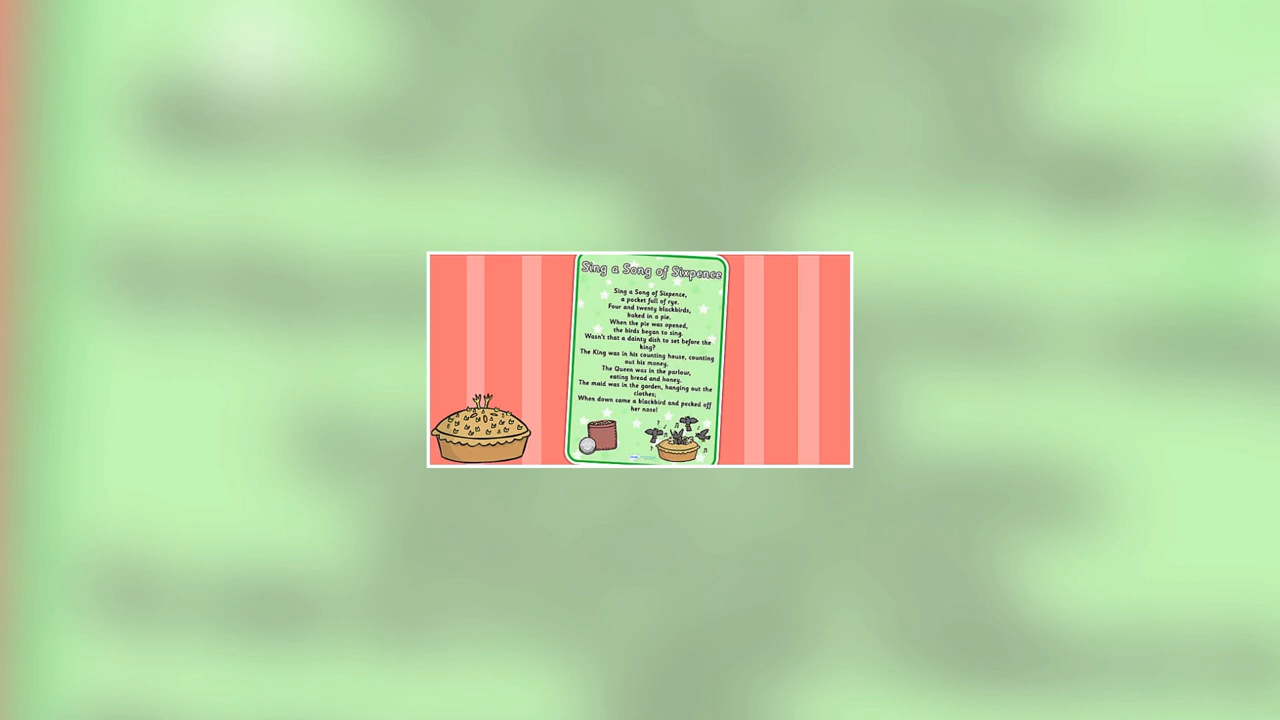 Sing a Song of Sixpence
Sing a Song of Sixpence,
a pocket full of rye.
Four and twenty blackbirds,
baked in a pie.
When the pie was opened,
the birds began to sing.
Wasn't that a dainty dish to set before the
king?
The King was in his counting house, counting
out his money.
The Queen was in the parlour,
eating bread and honey.
The maid was in the garden, hanging out the
clothes;
When down came a blackbird and pecked off
her nose!